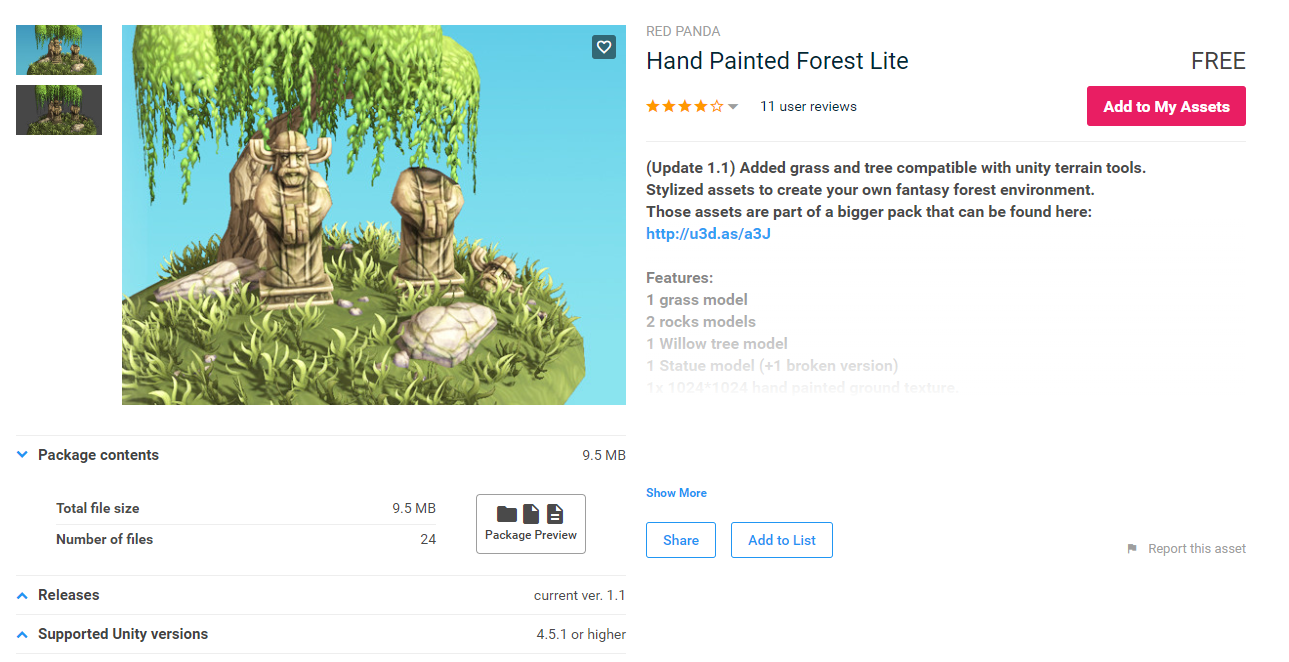 RED PANDA
Hand Painted Forest Lite
FREE
11 user reviews
Add to My Assets
(Update 1.1) Added grass and tree compatible with unity terrain tools.
Stylized assets to create your own fantasy forest environment.
Those assets are part of a bigger pack that can be found here:
http://u3d.as/a3J
Features:
1 grass model
2 rocks models
1 Willow tree model
1 Statue model (+1 broken version)
1x 1024*1024 hand painted ground texture.
Show More
Share
Add to List
Report this asset
Package contents
9.5 MB
Total file size
9.5 MB
Number of files
24
Package Preview
Releases
current ver. 1.1
Supported Unity versions
4.5.1 or higher